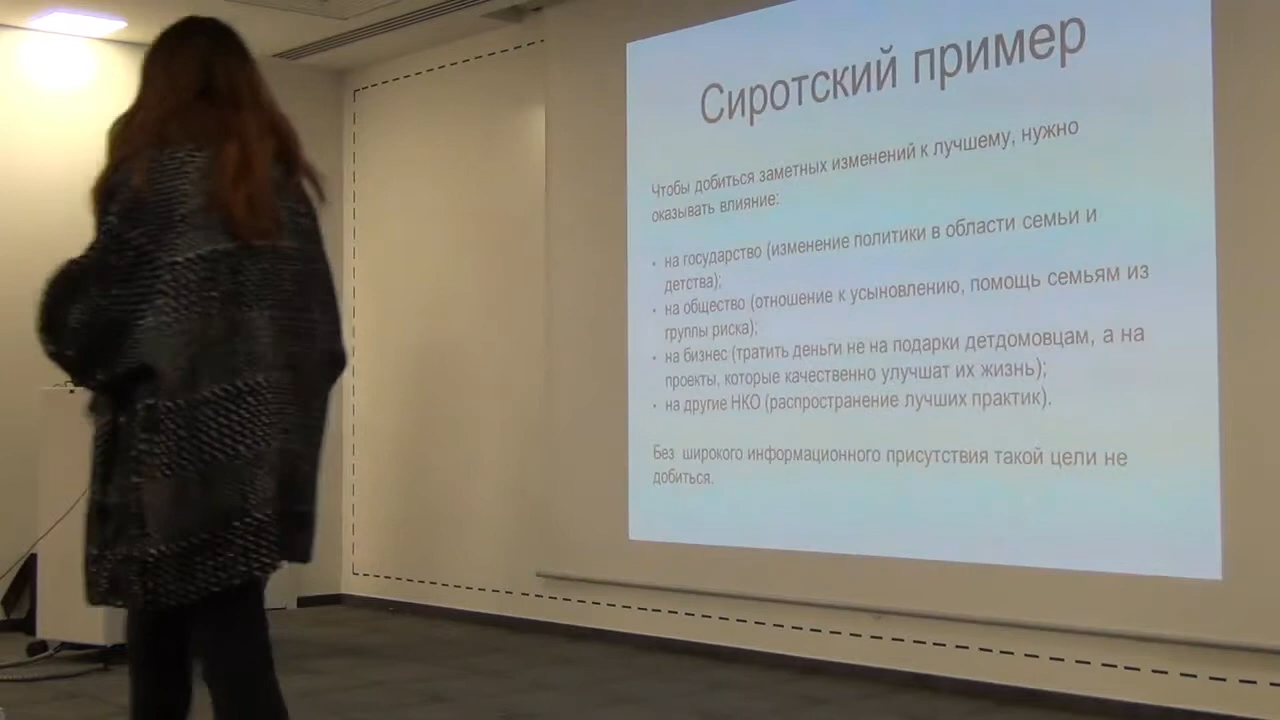 Сиротский пример
Чтобы добиться заметных изменений к лучшему, нужно
оказывать влияние:
· на государство (изменение политики в области семьи и
детства);
· на общество (отношение к усыновлению, помощь семьям из
группы риска);
· на бизнес (тратить деньги не на подарки детдомовцам, а на
проекты, которые качественно улучшат их жизнь);
· на другие НКО (распространение лучших практик).
Без широкого информационного присутствия такой цели не
добиться.